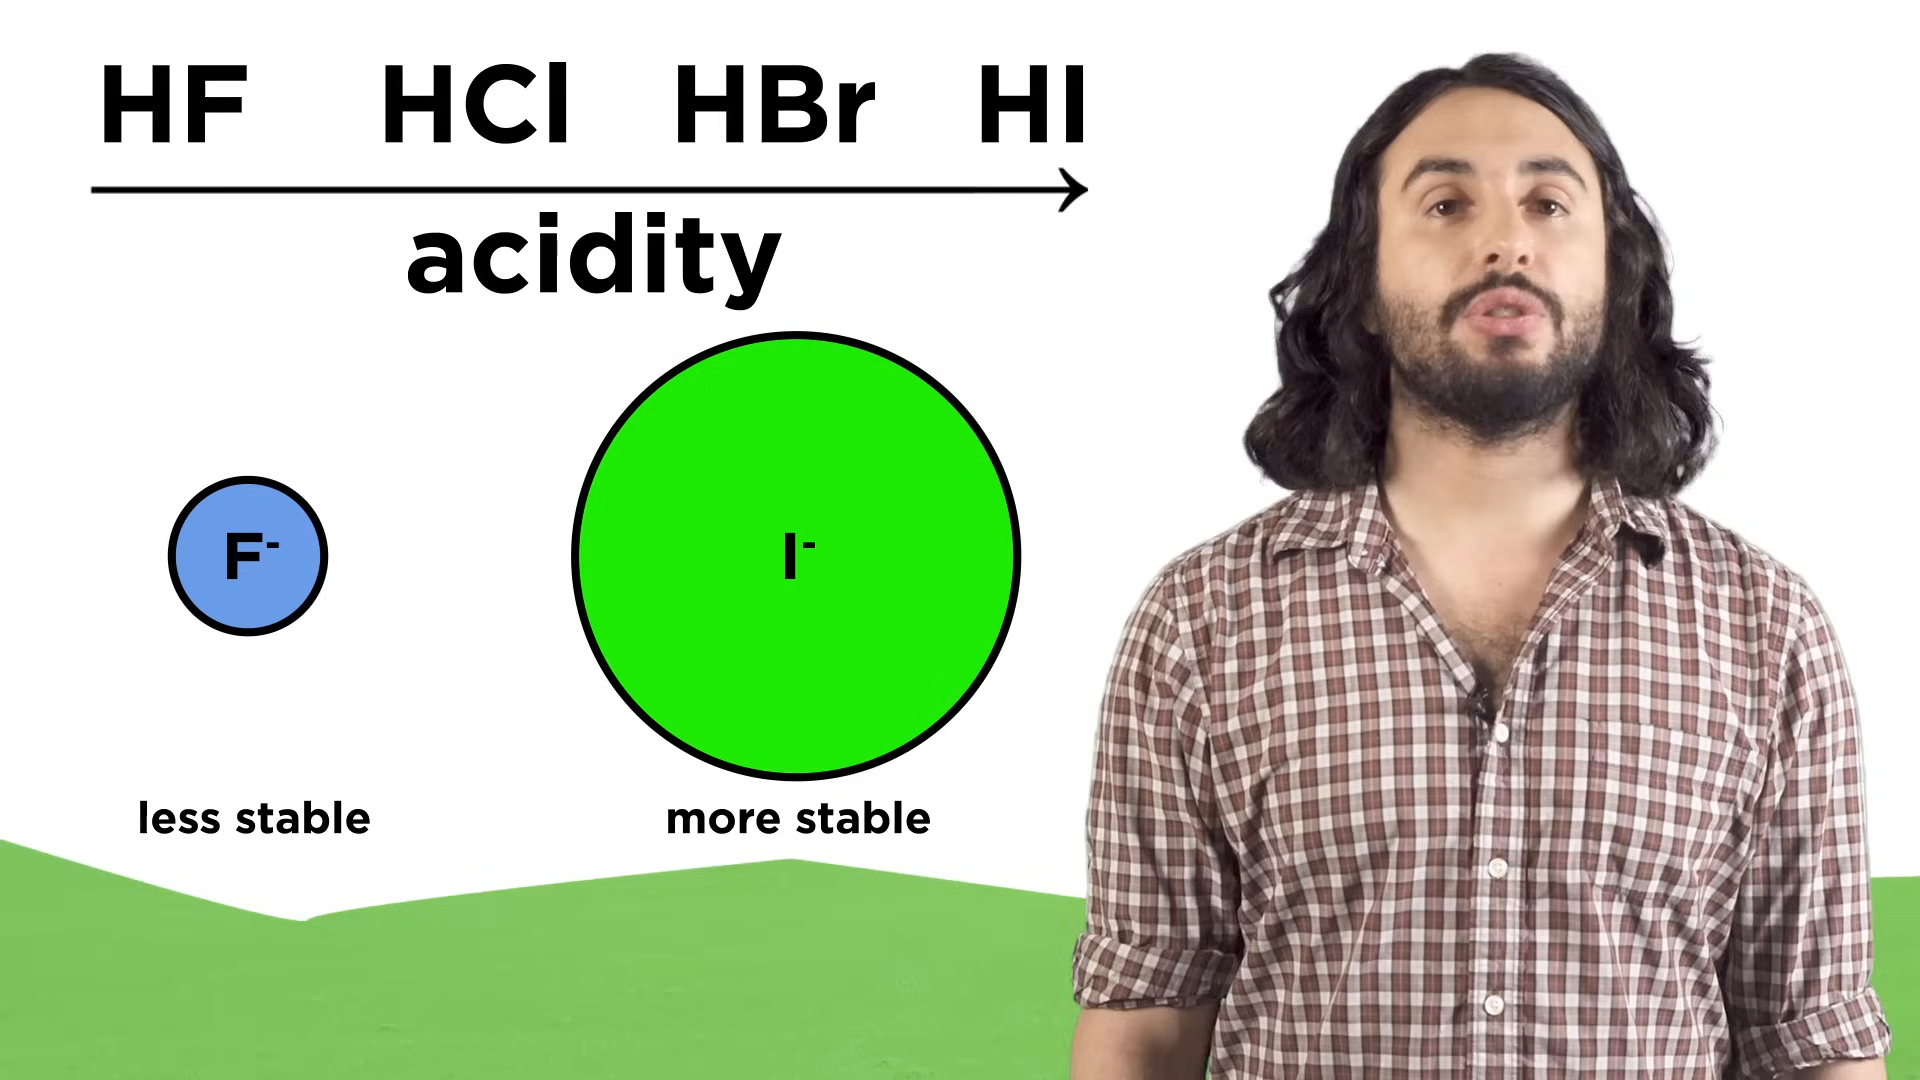 HF HCl HBr HI
acidity
F-
I-
less stable
more stable